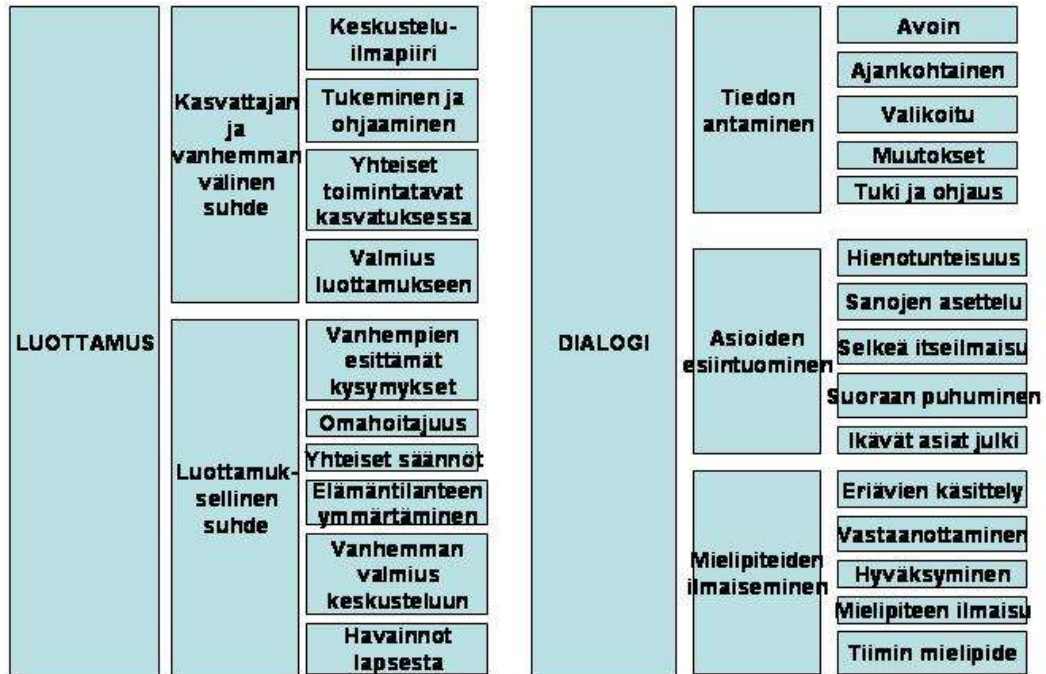 LUOTTAMUS
Kasvattajan
ja
vanhemman
välinen
suhde
Keskustelu-
ilmapiiri
Tukeminen ja
ohjaaminen
Yhteiset
toimintatavat
kasvatuksessa
Valmius
luottamukseen
Luottamuk-
sellinen
suhde
Vanhempien
esittämät
kysymykset
Omahoitajuus
Yhteiset säännöt
Elämäntilanteen
ymmärtäminen
Vanhemman
valmius
keskusteluun
Havainnot
lapsesta
DIALOGI
Tiedon
antaminen
Avoin
Ajankohtainen
Valikoitu
Muutokset
Tuki ja ohjaus
Asioiden
esiintuominen
Hienotunteisuus
Sanojen asettelu
Selkeä itseilmaisu
Suoraan puhuminen
Ikävät asiat julki
Mielipiteiden
ilmaiseminen
Eriävien käsittely
Vastaanottaminen
Hyväksyminen
Mielipiteen ilmaisu
Tiimin mielipide